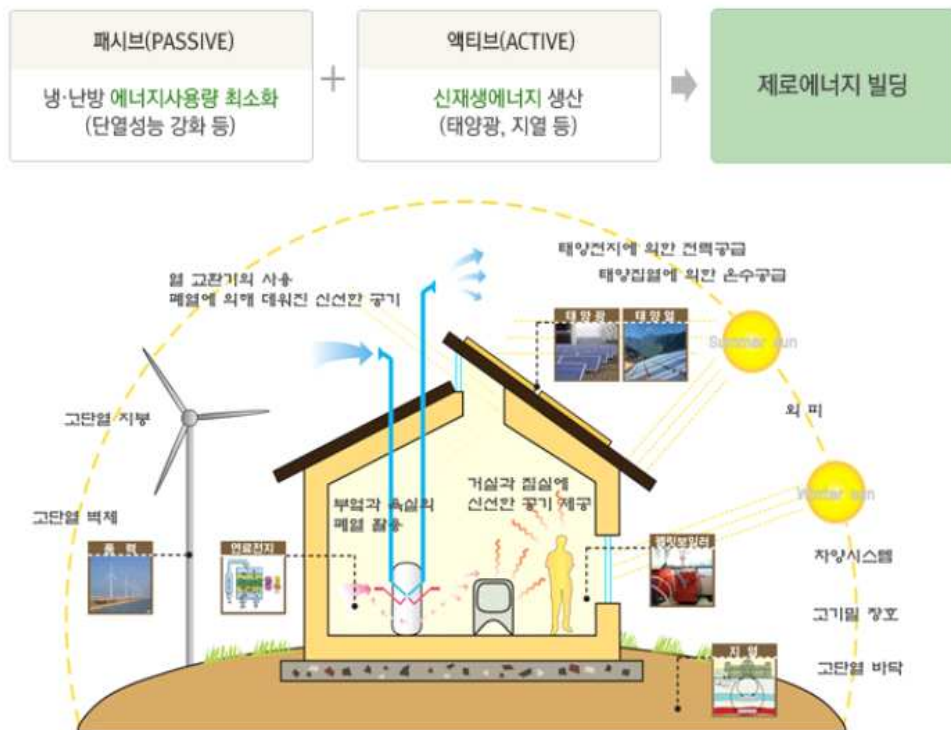 패시브(PASSIVE)
냉·난방 에너지사용량 최소화
(단열성능 강화 등)
+
액티브(ACTIVE)
신재생에너지 생산
(태양광, 지열 등)
제로에너지 빌딩
태양전지에 의한 전력공급
태양집열에 의한 온수공급
열 교환기의 사용
폐열에 의해 데워진 신선한 공기
태양광
태양열
Summer sun
외 피
고단열 지붕
거실과 침실에
신선한 공기 제공
부엌과 욕실의
폐열 활용
Winter sun
고단열 벽체
풍 력
연료전지
펠릿보일러
차양시스템
고기밀 창호
지 열
고단열 바닥